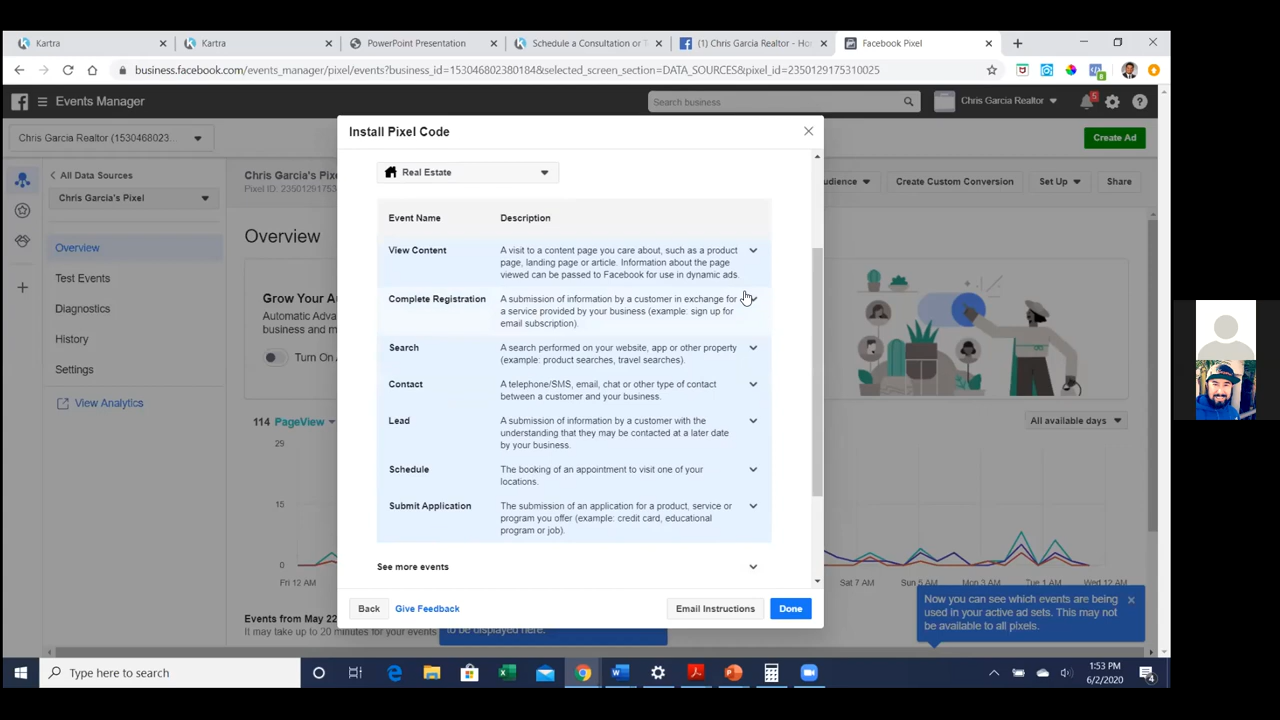 Kartra
Kartra
PowerPoint Presentation
Schedule a Consultation or T
(1) Chris Garcia Realtor - Ho
Facebook Pixel
business.facebook.com/events_manager/pixel/events?business_id=153046802380184&selected_screen_section=DATA_SOURCES&pixel_id=2350129175310025
Events Manager
Search business
Chris Garcia Realtor
5
Chris Garcia Realtor (1530468023...
Create Ad
All Data Sources
Chris Garcia's Pixel
Chris Garcia's Pixel
Pixel ID: 23501291753
Create Custom Conversion
Set Up
Share
Overview
Test Events
Diagnostics
History
Settings
View Analytics
Overview
Grow Your A
Automatic Adva
business and m
Turn On
114 PageView
All available days
29
15
0
Fri 12 AM
Sat 7 AM
Sun 5 AM
Mon 3 AM
Tue 1 AM
Wed 12 AM
Events from May 22
It may take up to 20 minutes for your events
to be displayed here.
Now you can see which events are being
used in your active ad sets. This may not
be available to all pixels.
Install Pixel Code
Real Estate
Event Name
Description
View Content
A visit to a content page you care about, such as a product
page, landing page or article. Information about the page
viewed can be passed to Facebook for use in dynamic ads.
Complete Registration
A submission of information by a customer in exchange for
a service provided by your business (example: sign up for
email subscription).
Search
A search performed on your website, app or other property
(example: product searches, travel searches).
Contact
A telephone/SMS, email, chat or other type of contact
between a customer and your business.
Lead
A submission of information by a customer with the
understanding that they may be contacted at a later date
by your business.
Schedule
The booking of an appointment to visit one of your
locations.
Submit Application
The submission of an application for a product, service or
program you offer (example: credit card, educational
program or job).
See more events
Back
Give Feedback
Email Instructions
Done
Type here to search
1:53 PM
6/2/2020
4